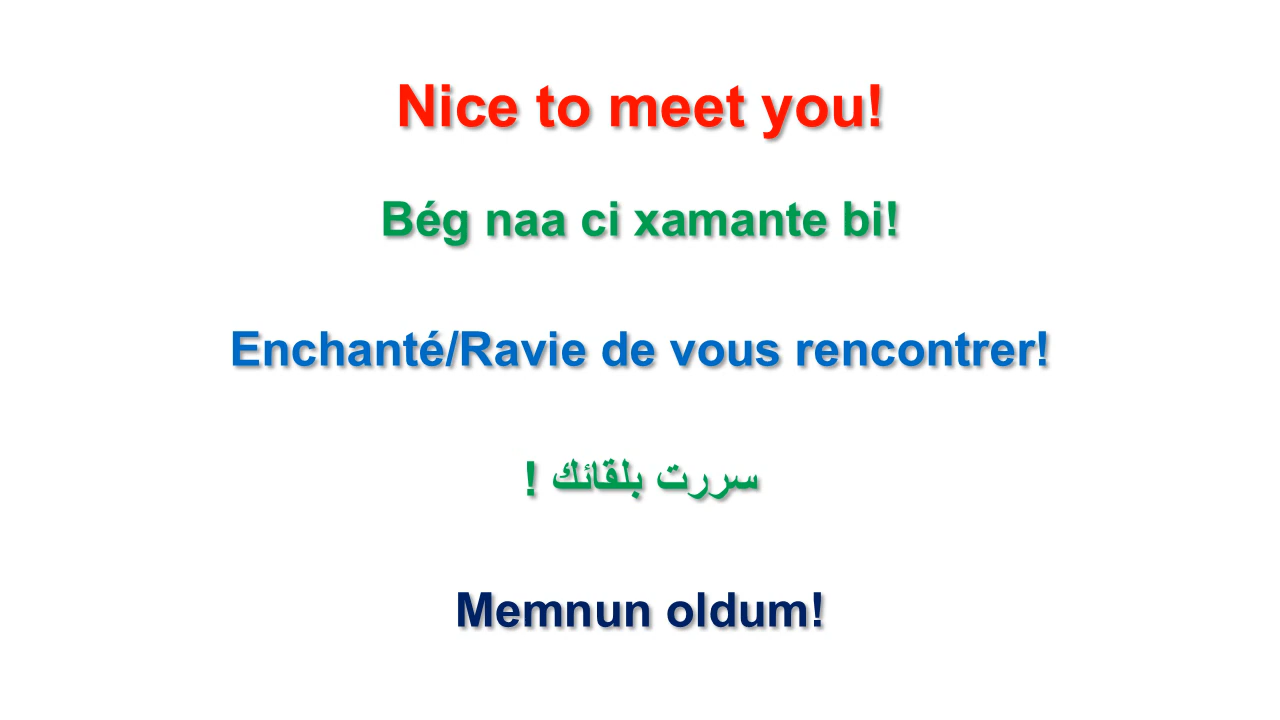 Nice to meet you!
Bég naa ci xamante bi!
Enchanté/Ravie de vous rencontrer!
سررت بلقائك !
Memnun oldum!